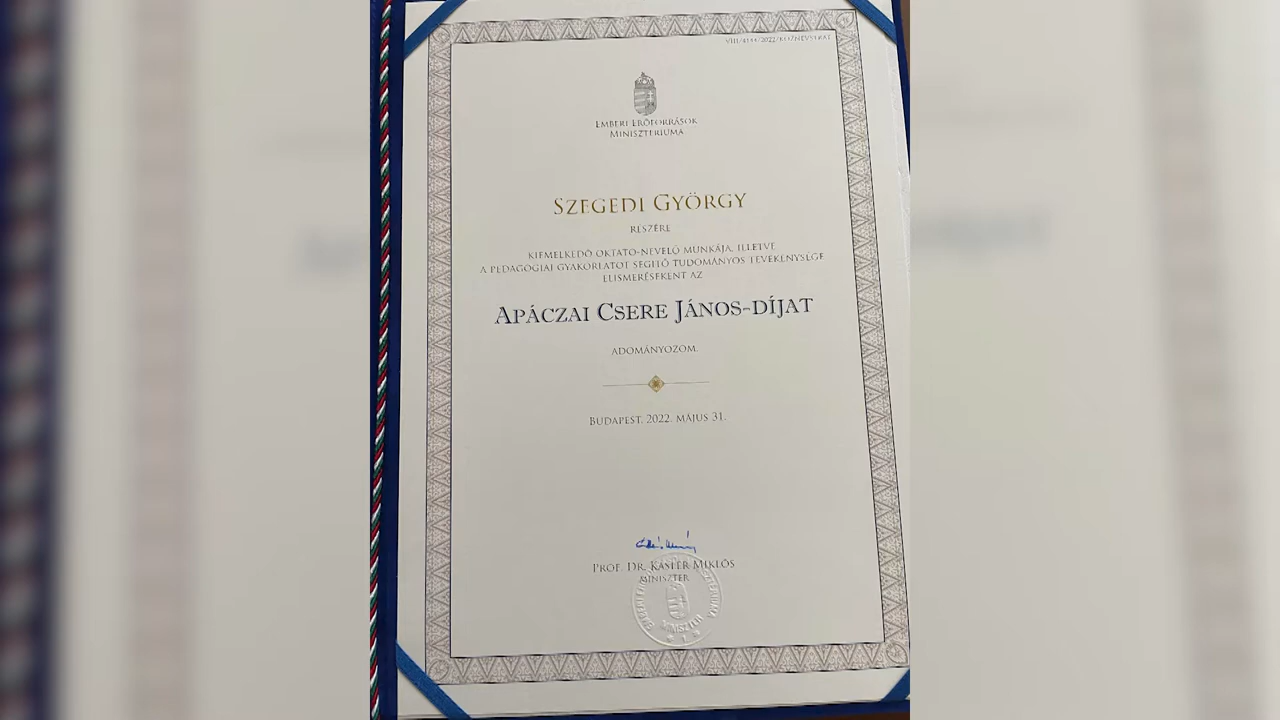 EMBERI ERŐFORRÁSOK
MINISZTÉRIUMA
SZEGEDI GYÖRGY
RÉSZÉRE
KIEMELKEDŐ OKTATÓ-NEVELŐ MUNKÁJA, ILLETVE
A PEDAGÓGIAI GYAKORLATOT SEGÍTŐ TUDOMÁNYOS TEVÉKENYSÉGE
ELISMERÉSEKÉNT AZ
APÁCZAI CSERE JÁNOS-DÍJAT
ADOMÁNYOZOM.
BUDAPEST, 2022. MÁJUS 31.
PROF. DR. KÁSLER MIKLÓS
MINISZTER
MINISZTER